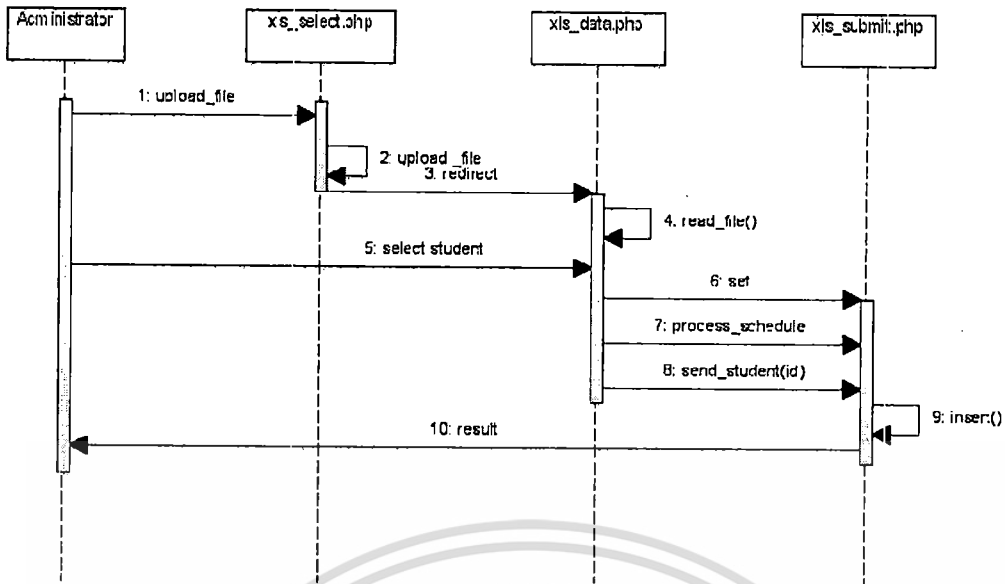 Administrator
xls_select.php
xls_data.php
xls_submit.php
1: upload_file
2: upload_file
3: redirect
4: read_file()
5: select student
6: set
7: process_schedule
8: send_student(id)
9: insert()
10: result